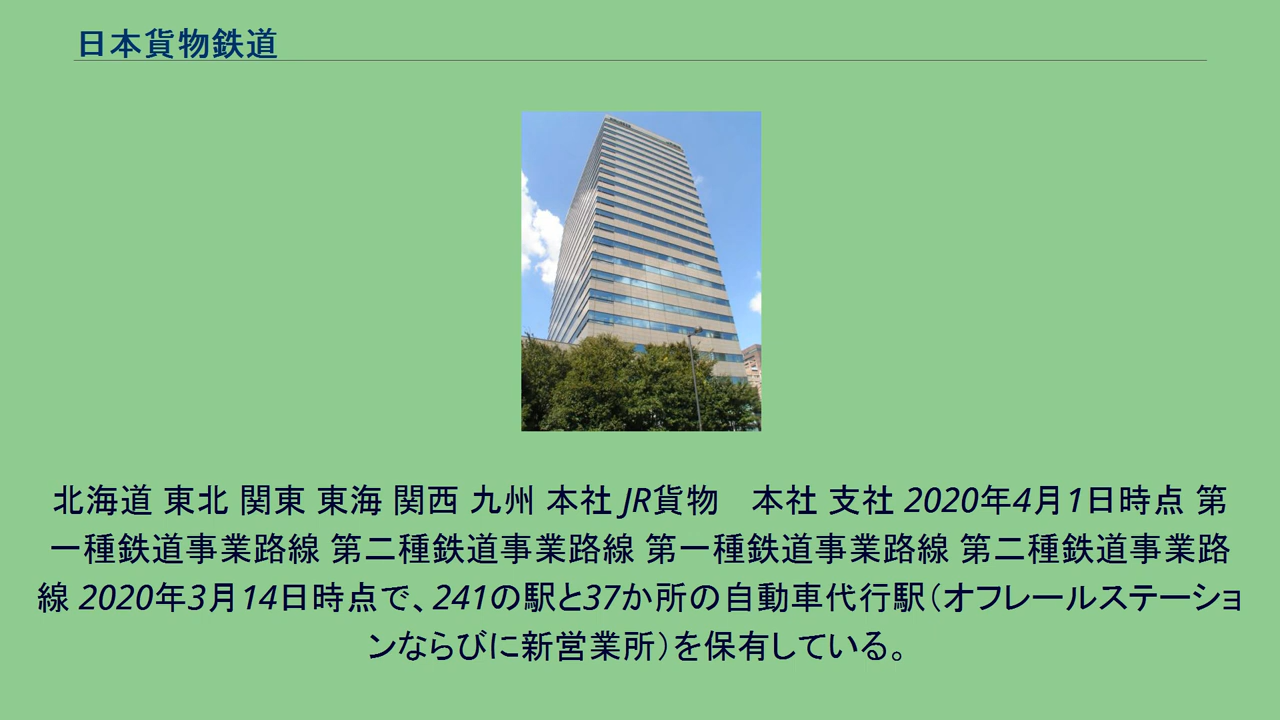 日本貨物鉄道
北海道 東北 関東 東海 関西 九州 本社 JR貨物　本社 支社 2020年4月1日時点 第
一種鉄道事業路線 第二種鉄道事業路線 第一種鉄道事業路線 第二種鉄道事業路
線 2020年3月14日時点で、241の駅と37か所の自動車代行駅（オフレールステーショ
ンならびに新営業所）を保有している。